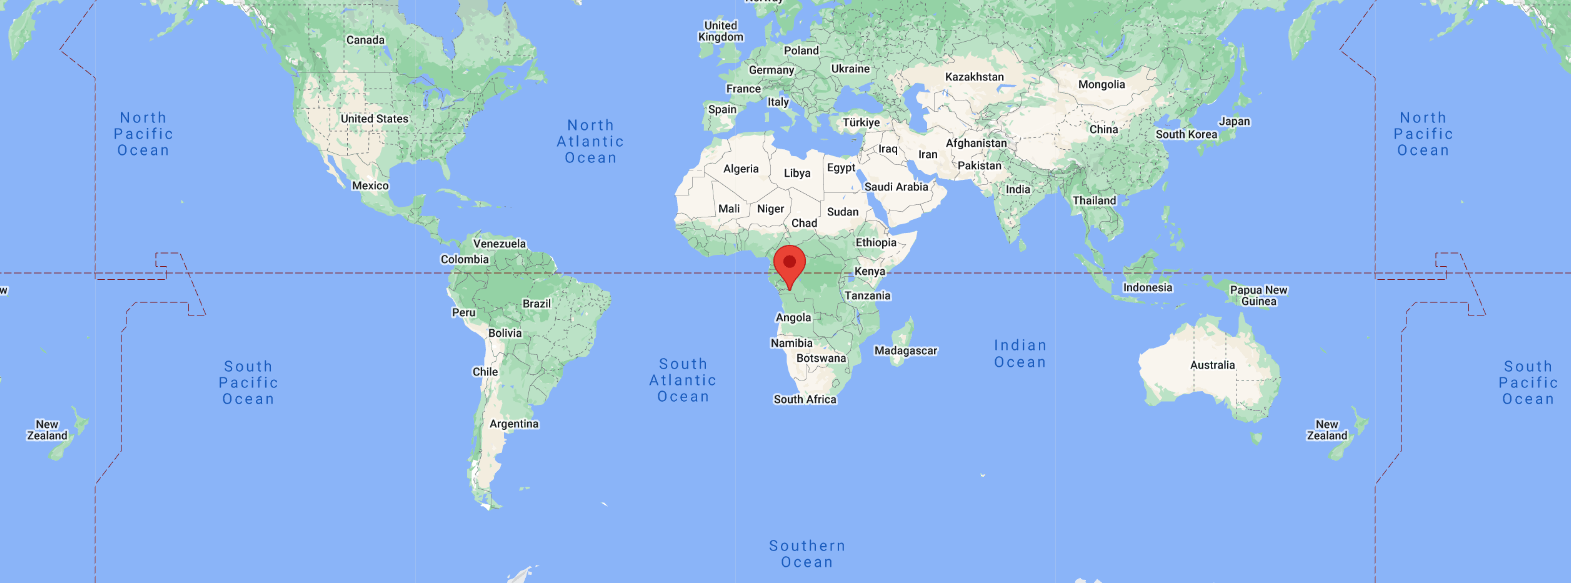 Norway
United
Kingdom
Canada
Poland
Germany
Ukraine
Kazakhstan
Mongolia
France
Italy
Spain
North
Pacific
Ocean
United States
North
Atlantic
Ocean
Türkiye
China
South Korea
Japan
North
Pacific
Ocean
Iraq
Iran
Afghanistan
Pakistan
Algeria
Libya
Egypt
Mexico
Saudi Arabia
India
Thailand
Mali
Niger
Chad
Sudan
Venezuela
Colombia
Ethiopia
Kenya
w
Brazil
Tanzania
Indonesia
Papua New
Guinea
Peru
Angola
Bolivia
Namibia
Botswana
Madagascar
Indian
Ocean
South
Pacific
Ocean
Chile
South
Atlantic
Ocean
Australia
South
Pacific
Ocean
South Africa
New
Zealand
Argentina
New
Zealand
Southern
Ocean